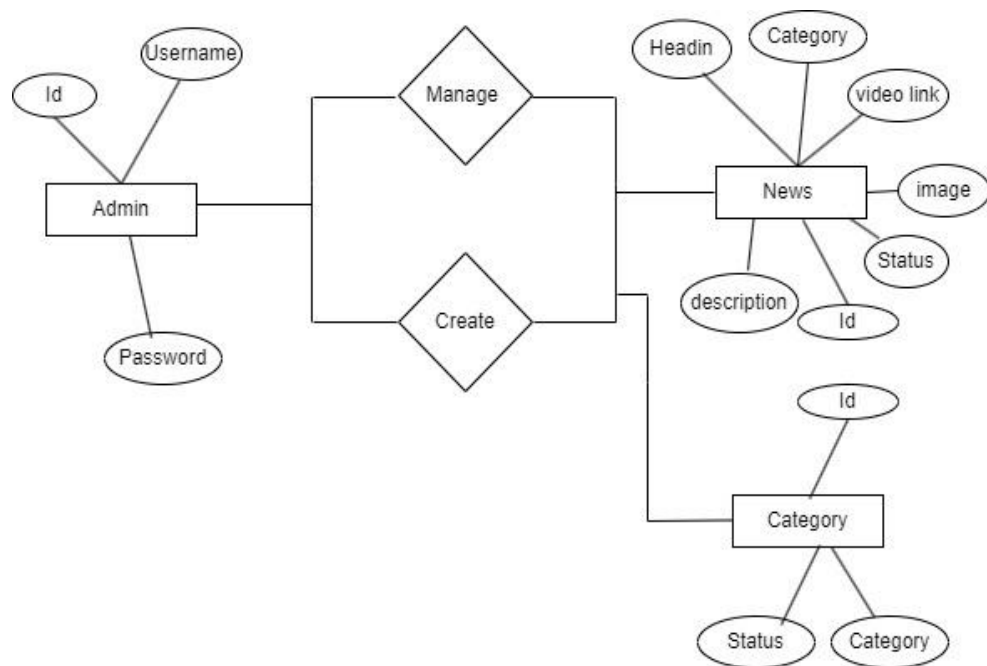 Username
Id
Admin
Password
Manage
Create
Headin
Category
video link
News
image
Status
description
Id
Id
Category
Status
Category